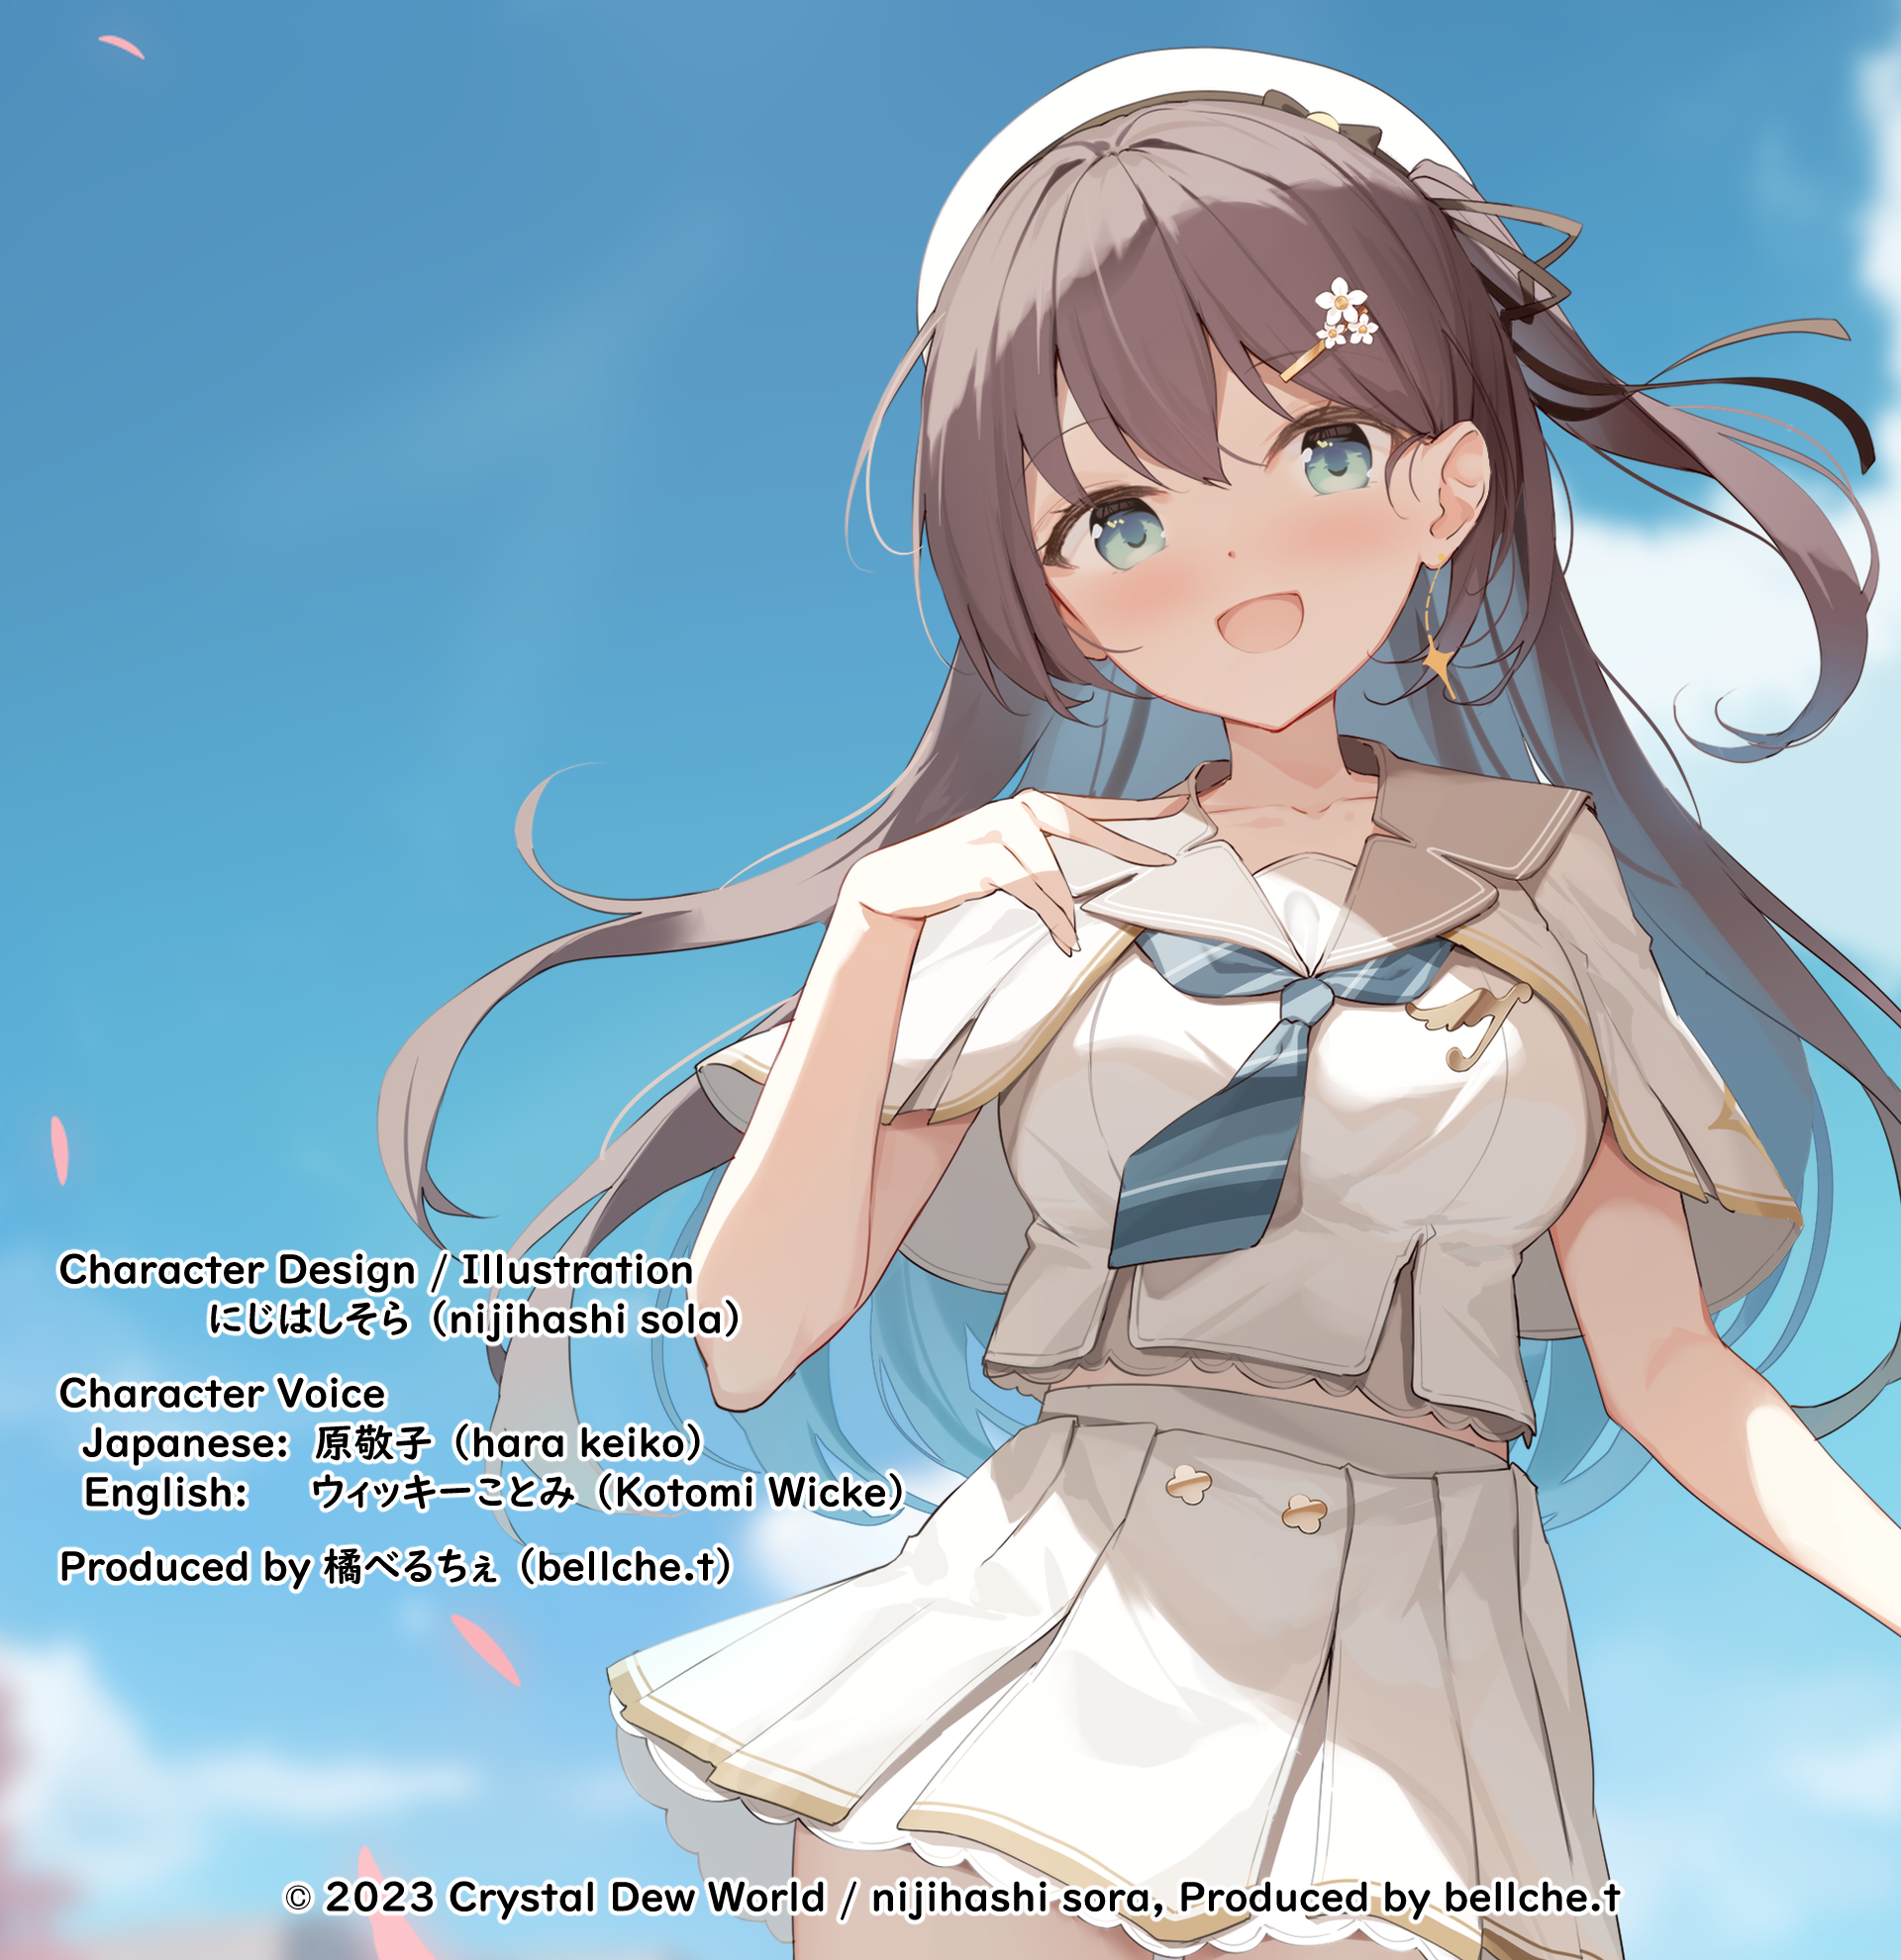 Character Design / Illustration
にじはしそら（nijihashi sola）
Character Voice
Japanese: 原敬子（hara keiko）
English: ウィッキーことみ（Kotomi Wicke）
Produced by 橘べるちぇ（bellche.t）
© 2023 Crystal Dew World / nijihashi sora, Produced by bellche.t